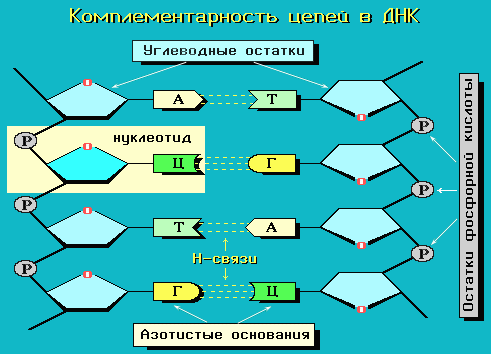 Комплементарность цепей в ДНК
Углеводные остатки
А Т
Р Р
нуклеотид
Ц Г
Р Р
Т А
Н-связи
Р Р
Г Ц
Азотистые основания
Остатки фосфорной кислоты